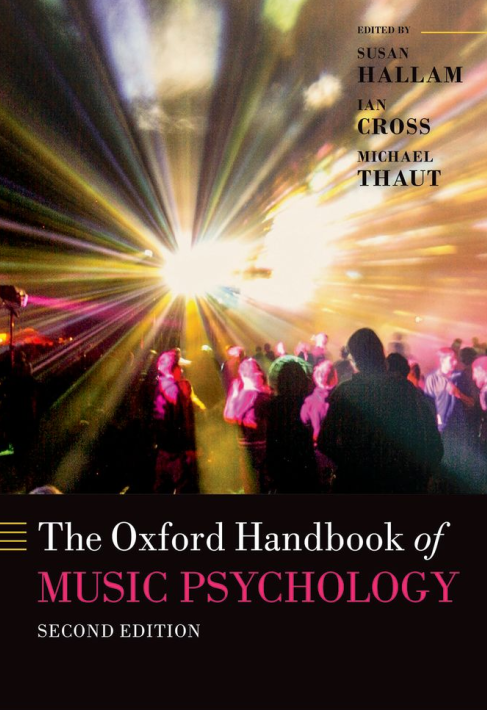 EDITED BY
SUSAN
HALLAM
IAN
CROSS
MICHAEL
THAUT
The Oxford Handbook of
MUSIC PSYCHOLOGY
SECOND EDITION